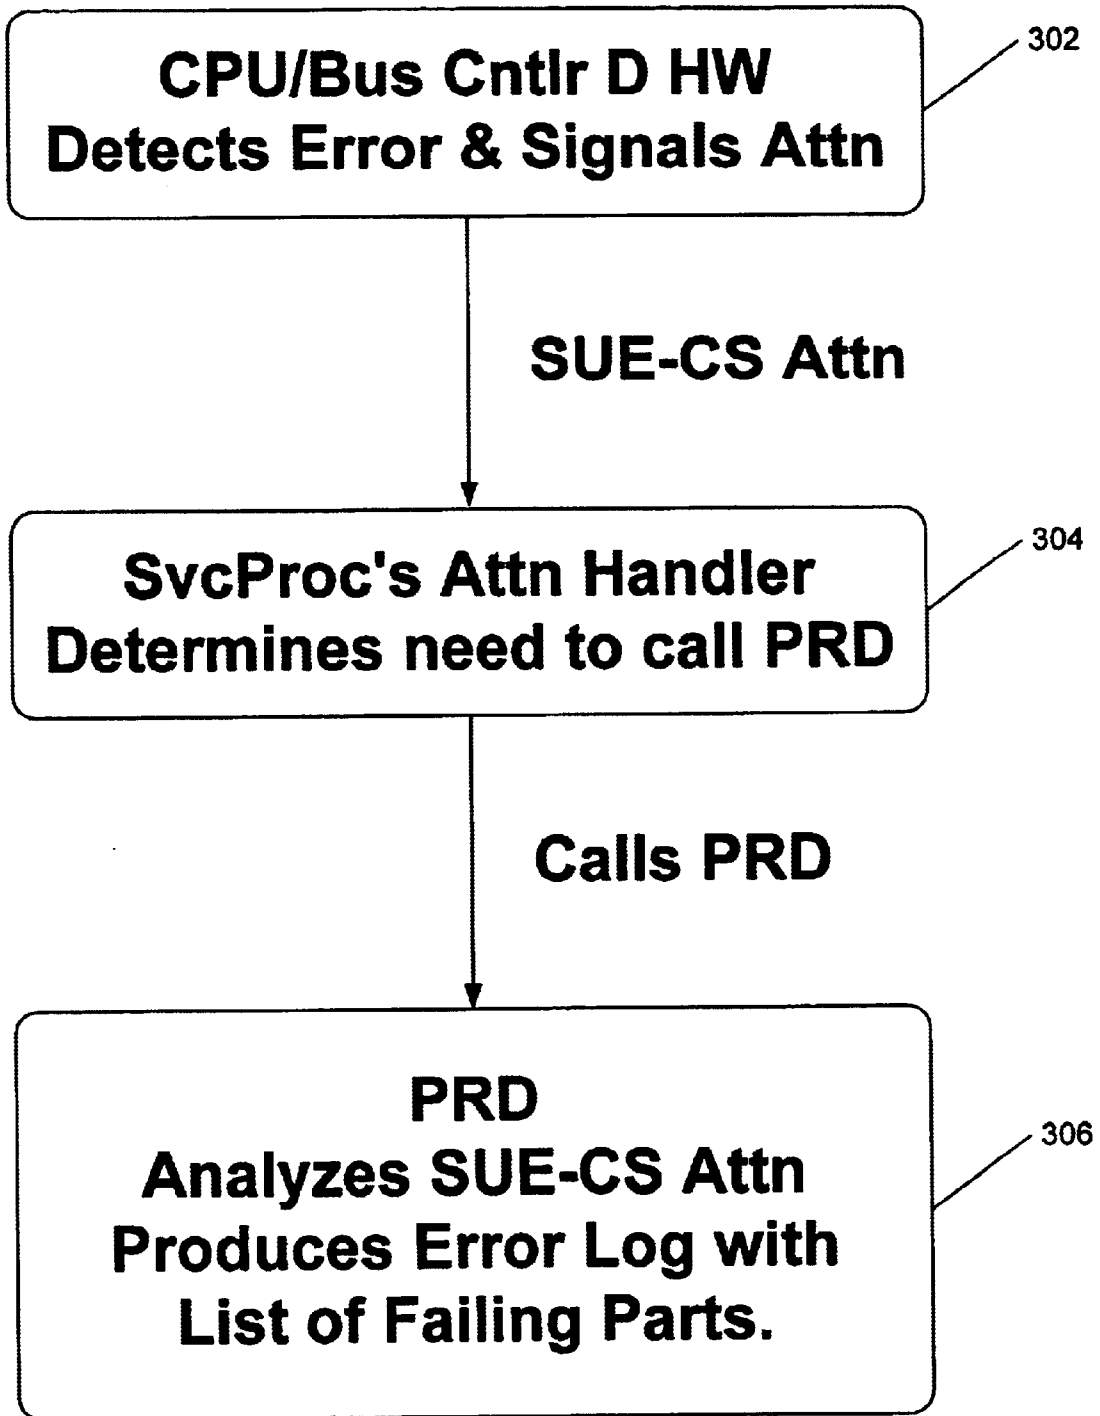 CPU/Bus Cntlr D HW
Detects Error & Signals Attn
302
SUE-CS Attn
SvcProc's Attn Handler
Determines need to call PRD
304
Calls PRD
PRD
Analyzes SUE-CS Attn
Produces Error Log with
List of Failing Parts.
306